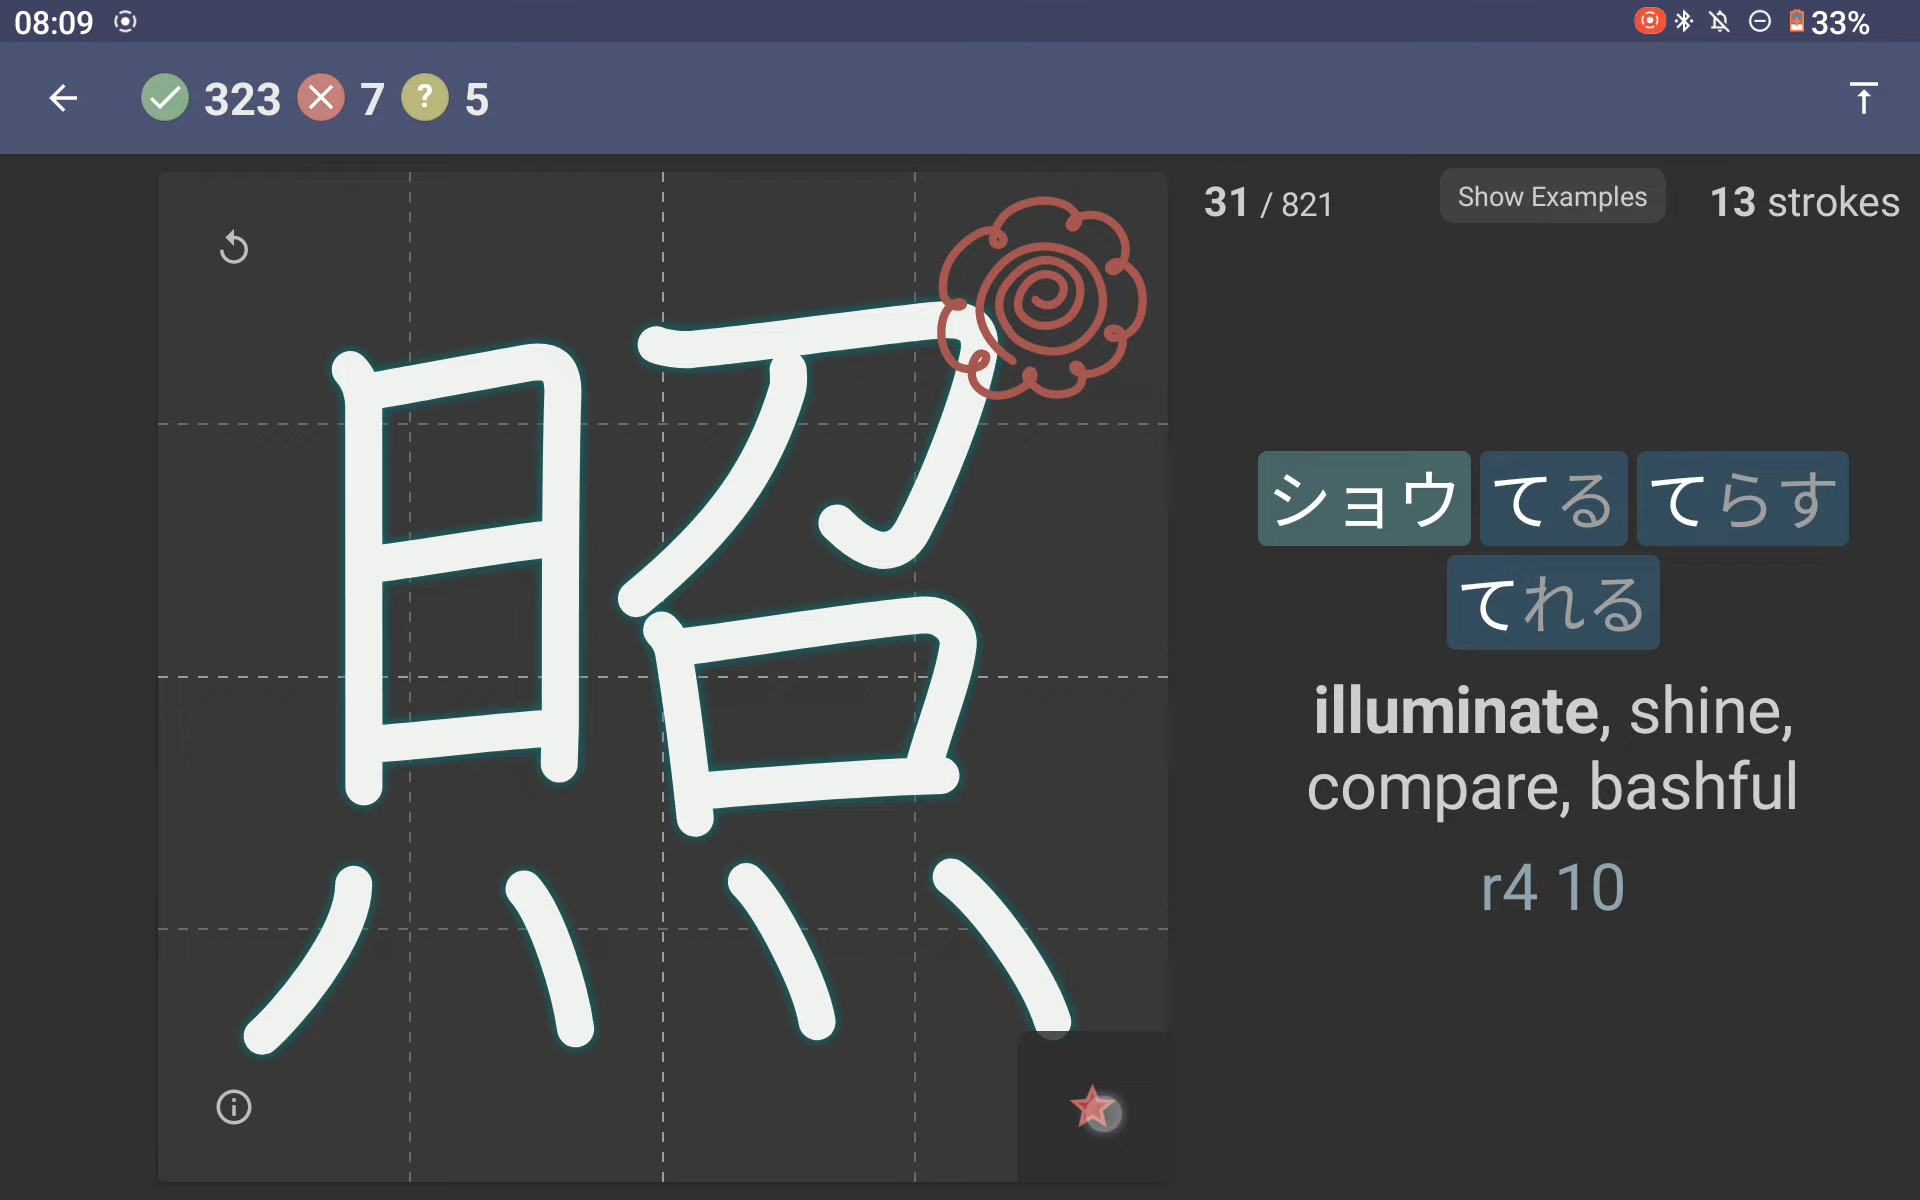 08:09 33%
323 7 ? 5
31 / 821 Show Examples 13 strokes
照
ショウ てる てらす
てれる
illuminate, shine,
compare, bashful
r4 10